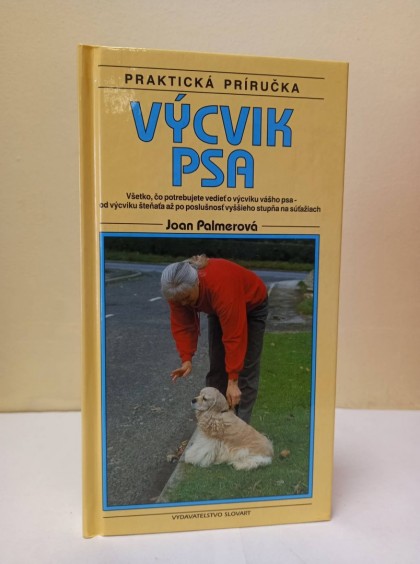 PRAKTICKÁ PRÍRUČKA
VÝCVIK
PSA
Všetko, čo potrebujete vedieť o výcviku vášho psa -
od výcviku šteňaťa až po poslušnosť vyššieho stupňa na súťažiach
Joan Palmerová
VYDAVATEĽSTVO SLOVART